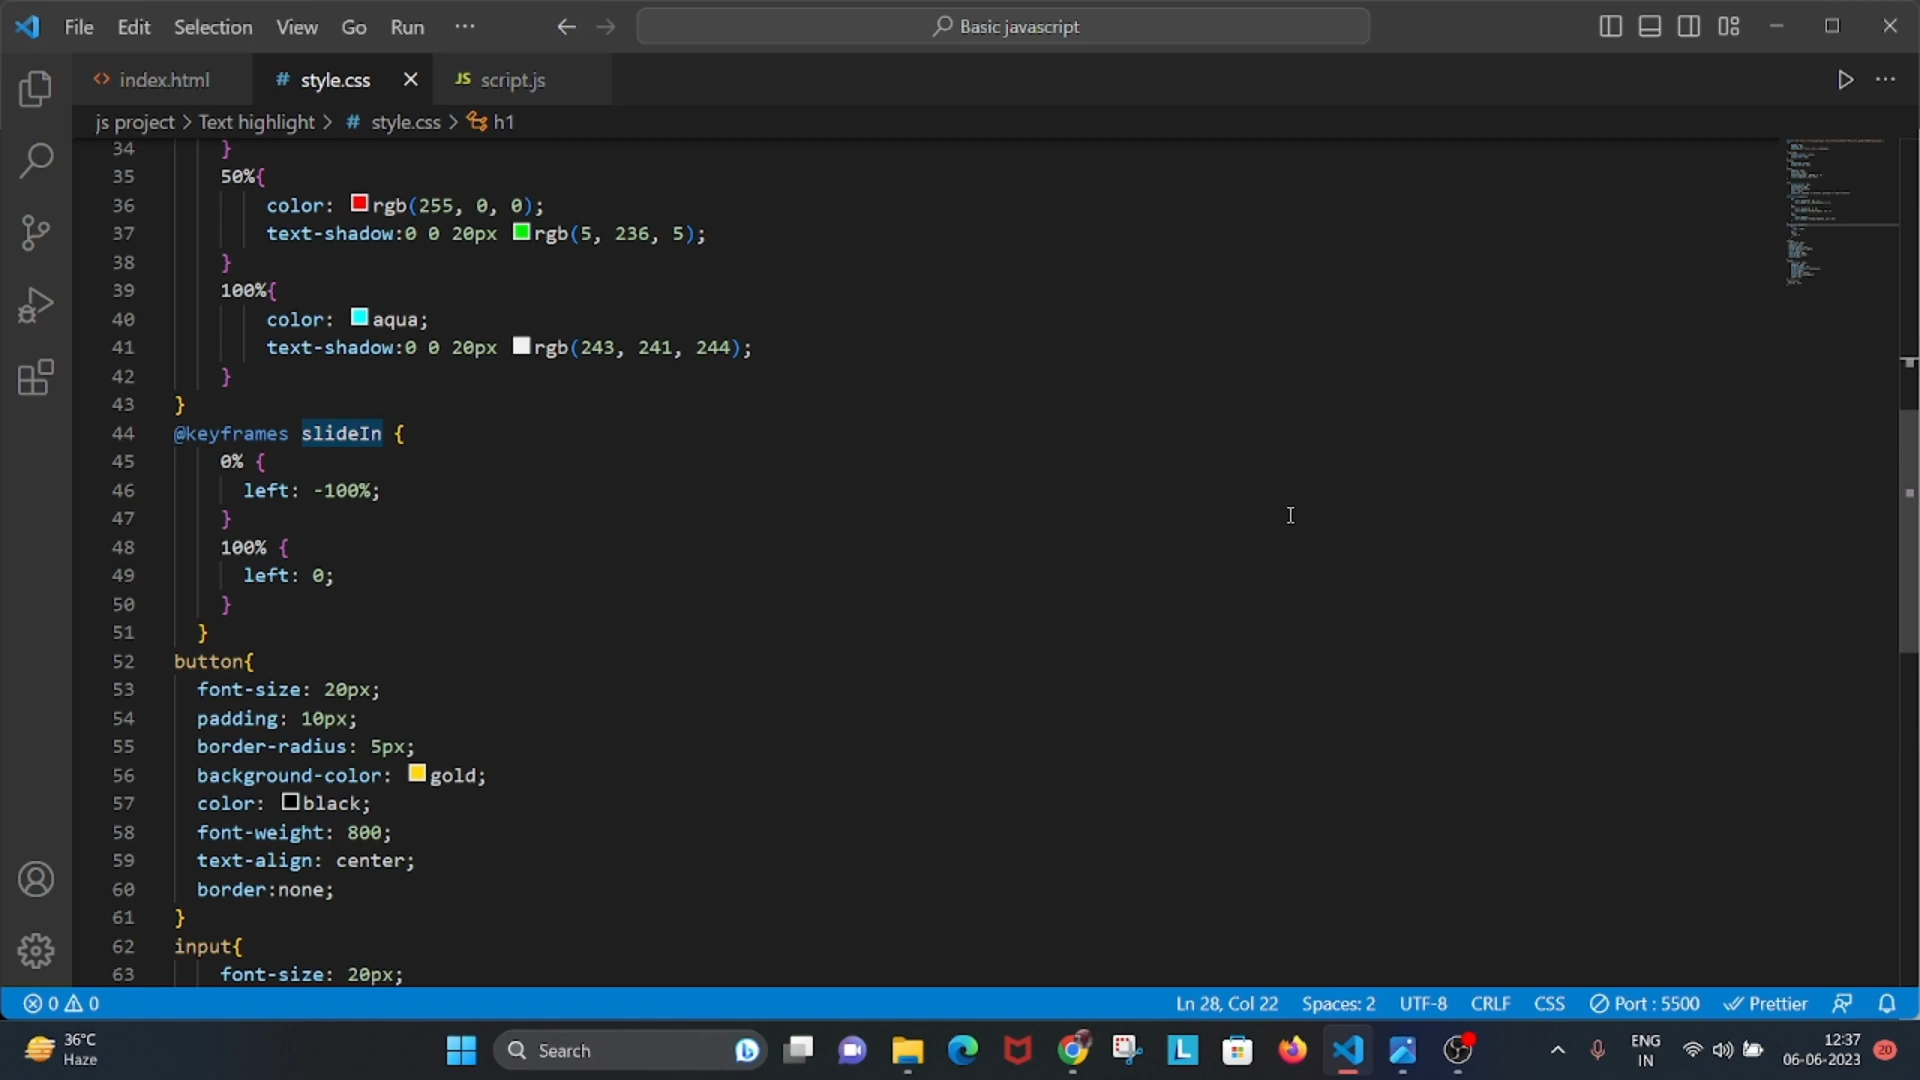 File Edit Selection View Go Run ··· Basic javascript
index.html # style.css JS script.js
js project > Text highlight > # style.css > h1
34 }
35 50%{
36 color: rgb(255, 0, 0);
37 text-shadow:0 0 20px rgb(5, 236, 5);
38 }
39 100%{
40 color: aqua;
41 text-shadow:0 0 20px rgb(243, 241, 244);
42 }
43 }
44 @keyframes slideIn {
45 0% {
46 left: -100%;
47 }
48 100% {
49 left: 0;
50 }
51 }
52 button{
53 font-size: 20px;
54 padding: 10px;
55 border-radius: 5px;
56 background-color: gold;
57 color: black;
58 font-weight: 800;
59 text-align: center;
60 border:none;
61 }
62 input{
63 font-size: 20px;
0 0 Ln 28, Col 22 Spaces: 2 UTF-8 CRLF CSS Port : 5500 Prettier
36°C
Haze
Search
L
ENG
IN
12:37
06-06-2023
20